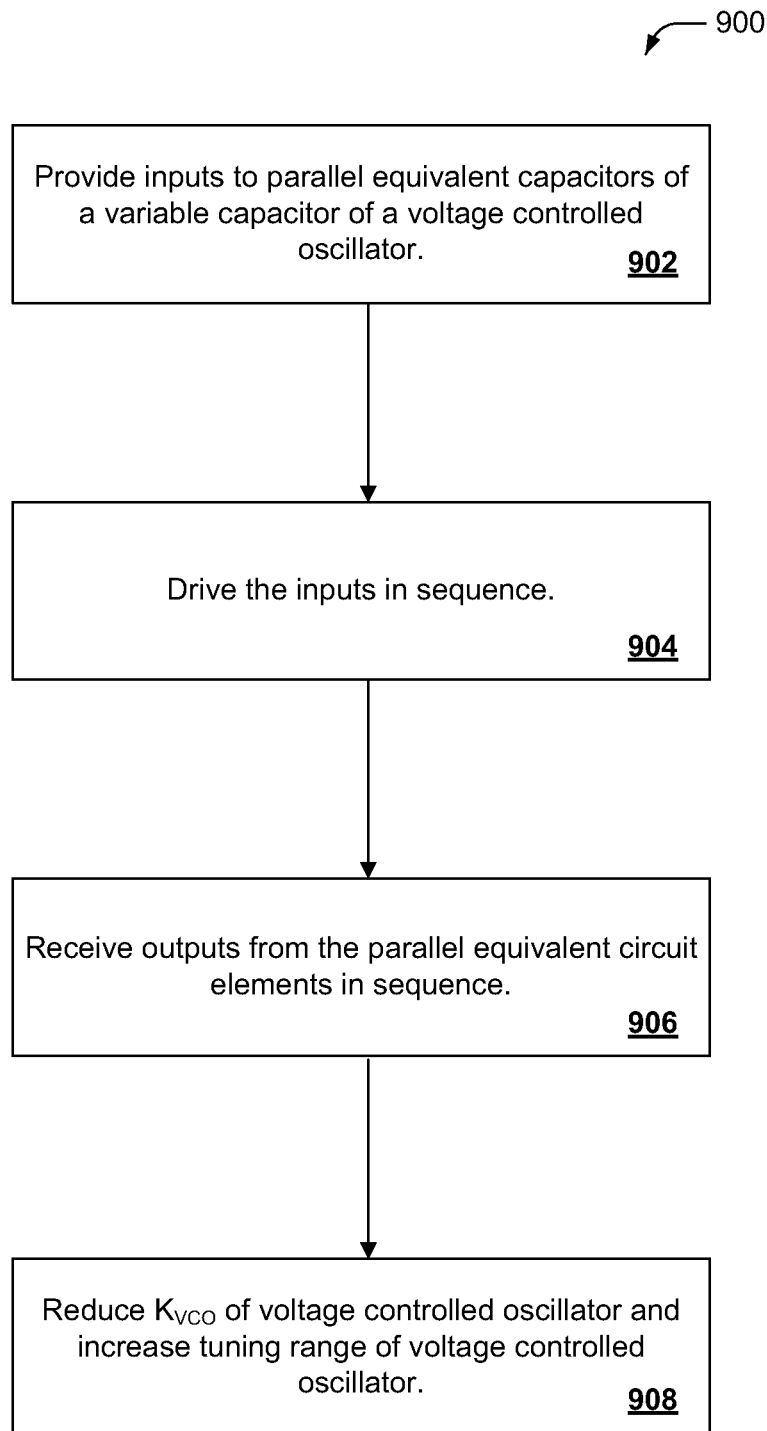 900
Provide inputs to parallel equivalent capacitors of
a variable capacitor of a voltage controlled
oscillator.
902
Drive the inputs in sequence.
904
Receive outputs from the parallel equivalent circuit
elements in sequence.
906
Reduce KVCO of voltage controlled oscillator and
increase tuning range of voltage controlled
oscillator.
908